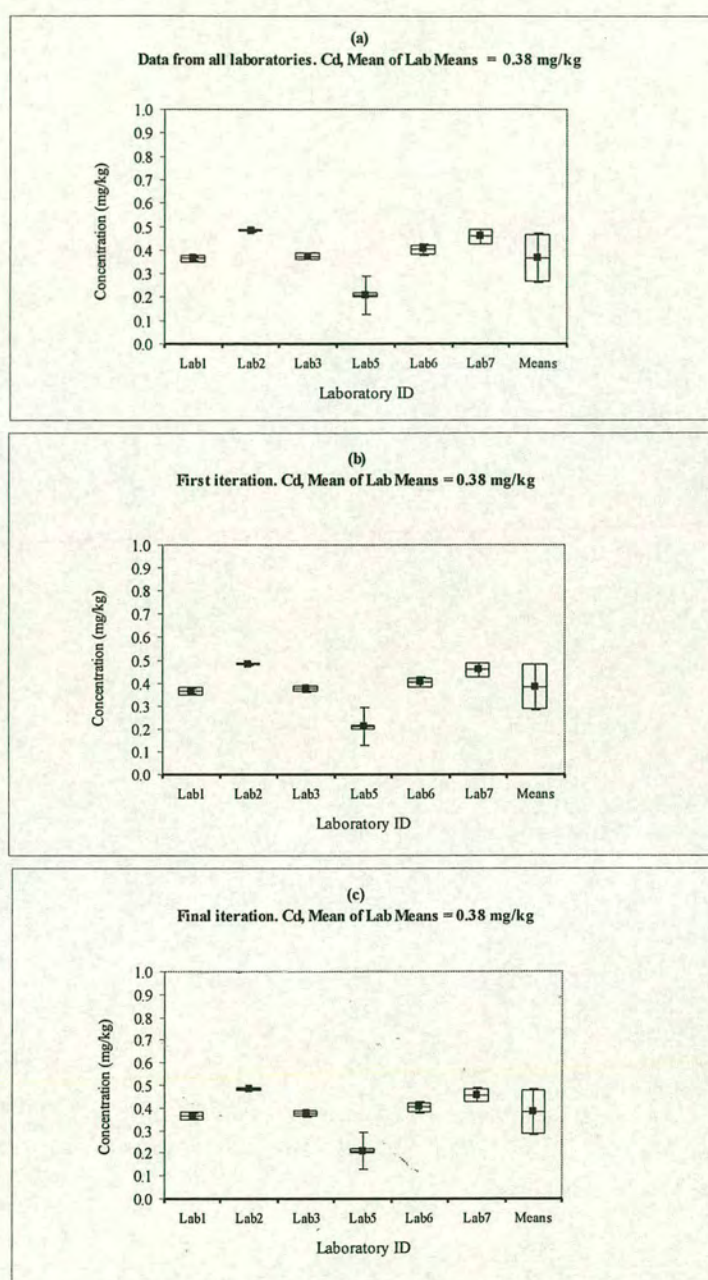 (a)
Data from all laboratories. Cd, Mean of Lab Means = 0.38 mg/kg
1.0
0.9
0.8
0.7
0.6
0.5
0.4
0.3
0.2
0.1
0.0
Concentration (mg/kg)
Lab1 Lab2 Lab3 Lab5 Lab6 Lab7 Means
Laboratory ID
(b)
First iteration. Cd, Mean of Lab Means = 0.38 mg/kg
1.0
0.9
0.8
0.7
0.6
0.5
0.4
0.3
0.2
0.1
0.0
Concentration (mg/kg)
Lab1 Lab2 Lab3 Lab5 Lab6 Lab7 Means
Laboratory ID
(c)
Final iteration. Cd, Mean of Lab Means = 0.38 mg/kg
1.0
0.9
0.8
0.7
0.6
0.5
0.4
0.3
0.2
0.1
0.0
Concentration (mg/kg)
Lab1 Lab2 Lab3 Lab5 Lab6 Lab7 Means
Laboratory ID